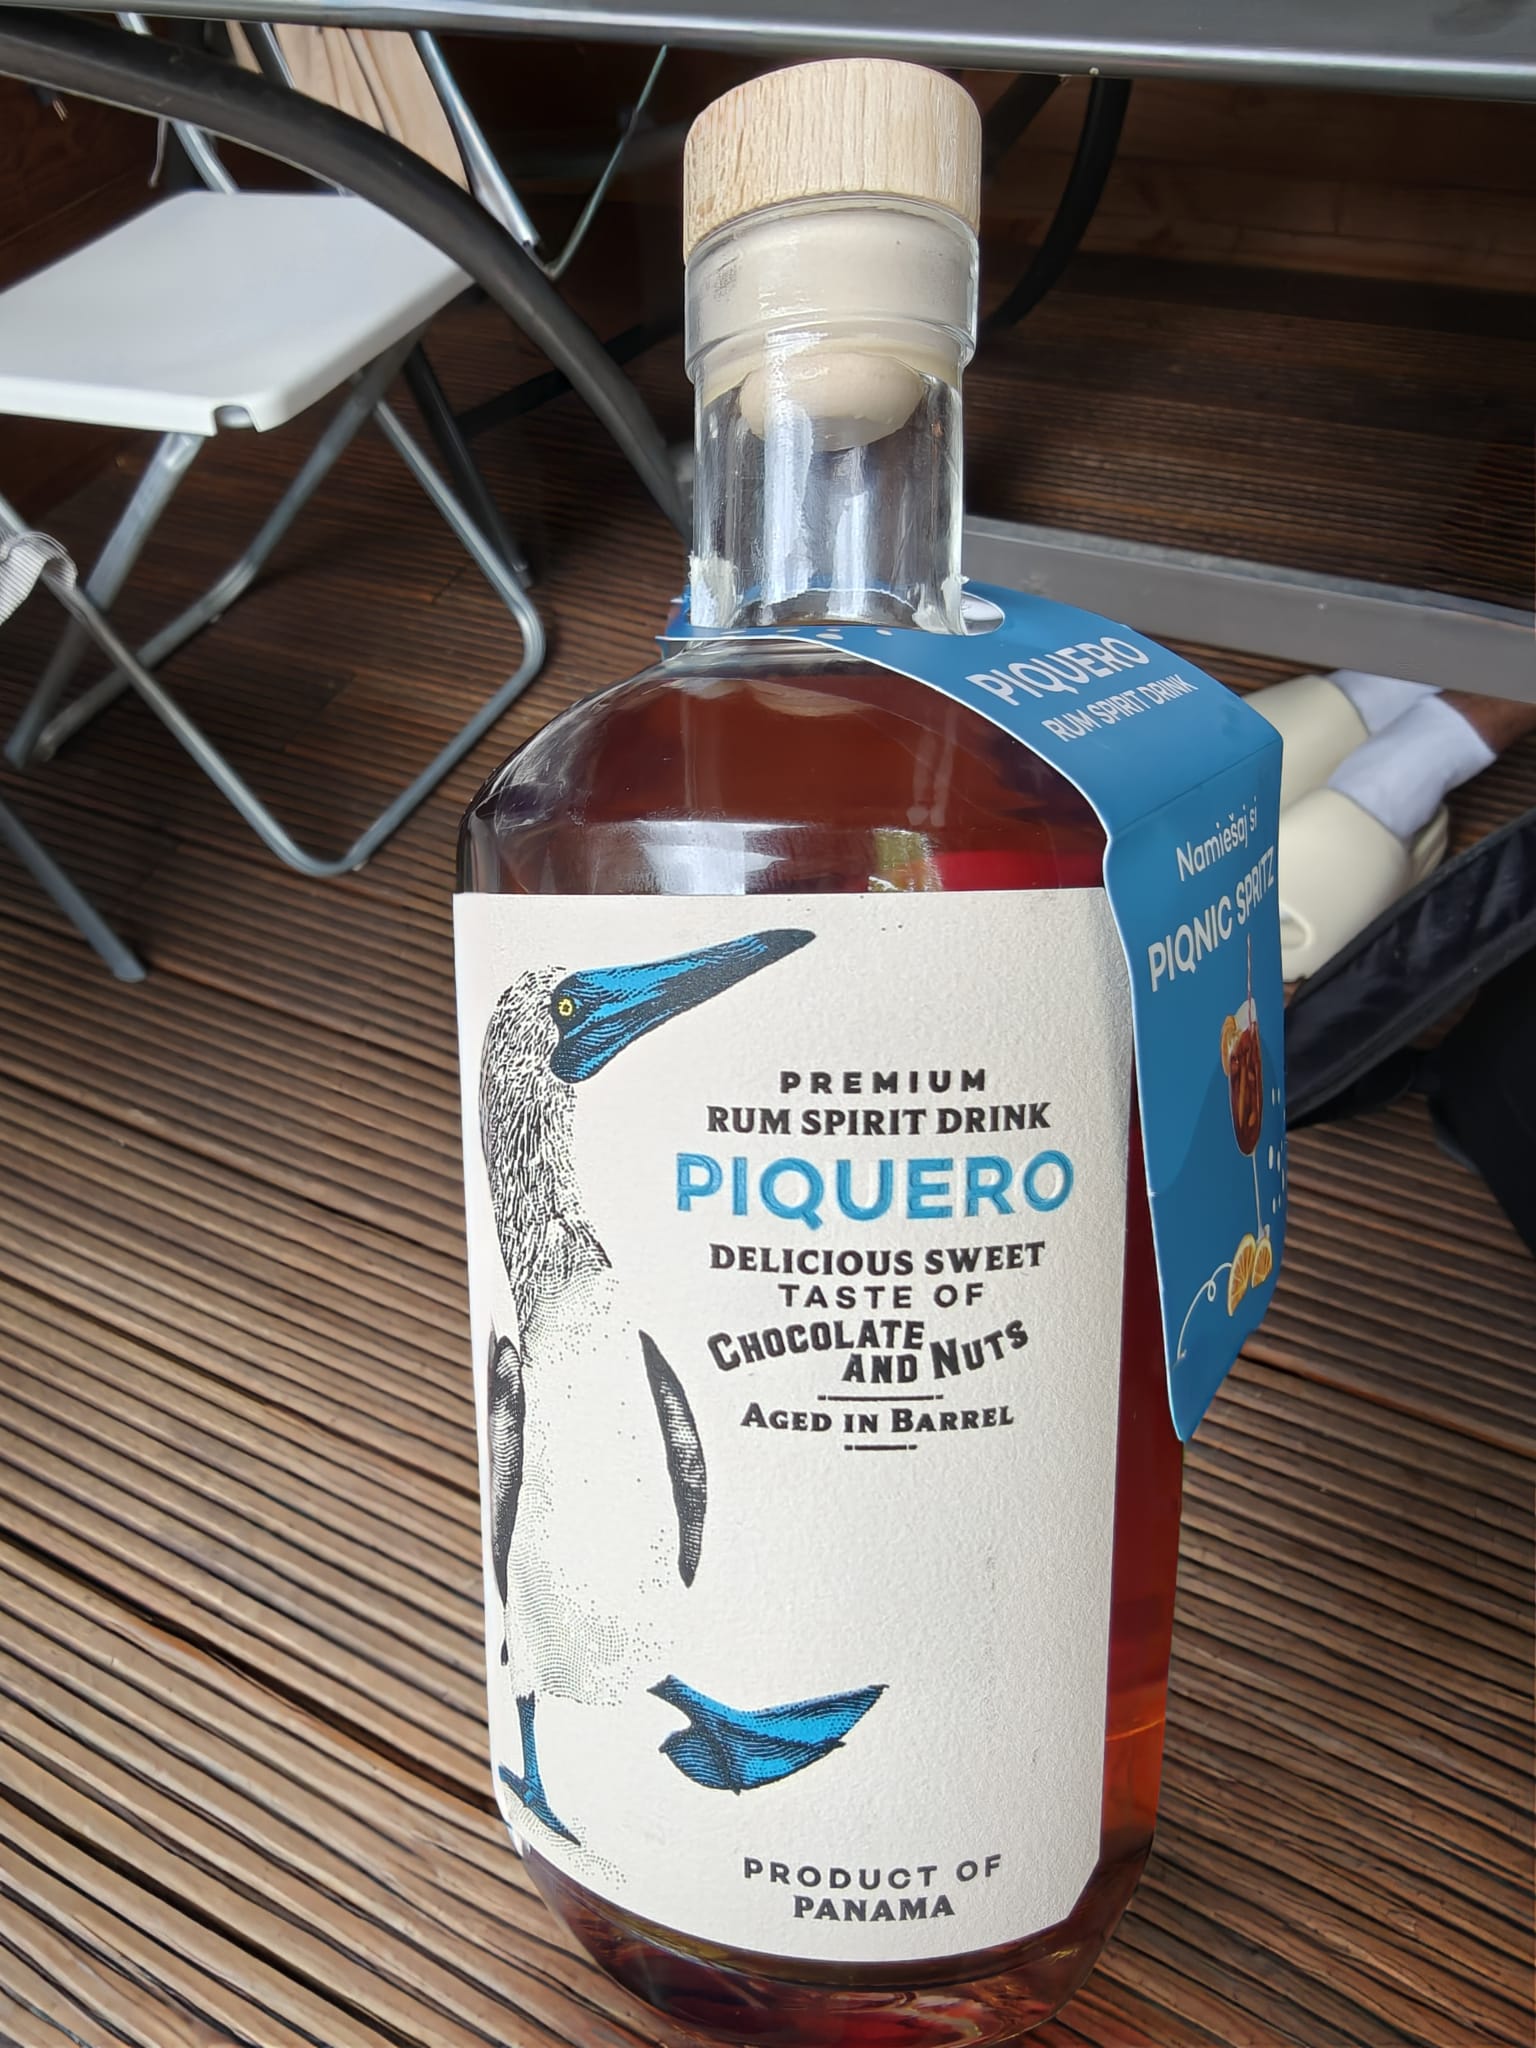 PIQUERO
RUM SPIRIT DRINK
Namiešaj si
PIQNIC SPRITZ
PREMIUM
RUM SPIRIT DRINK
PIQUERO
DELICIOUS SWEET
TASTE OF
CHOCOLATE
AND NUTS
AGED IN BARREL
PRODUCT OF
PANAMA